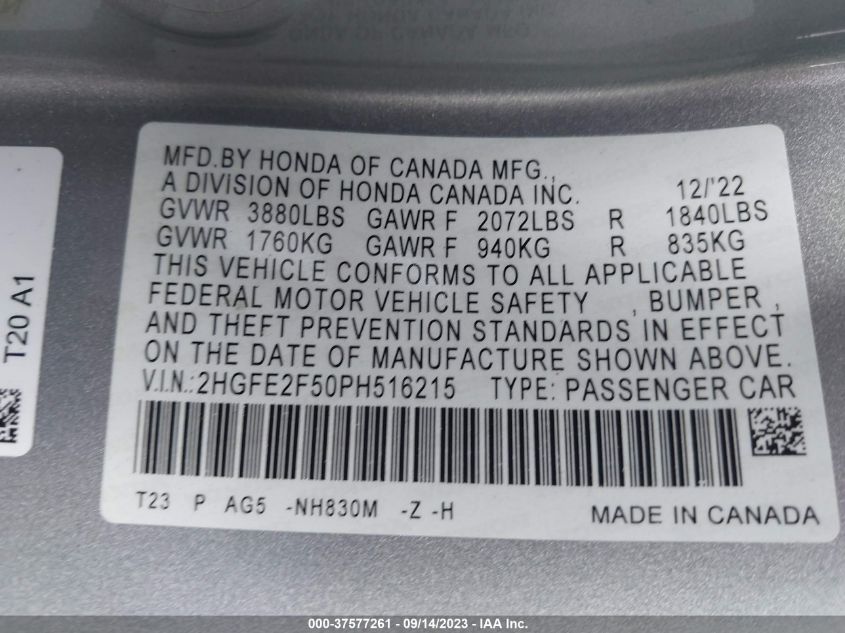 MFD.BY HONDA OF CANADA MFG.,
A DIVISION OF HONDA CANADA INC. 12/'22
GVWR 3880LBS GAWR F 2072LBS R 1840LBS
GVWR 1760KG GAWR F 940KG R 835KG
THIS VEHICLE CONFORMS TO ALL APPLICABLE
FEDERAL MOTOR VEHICLE SAFETY , BUMPER ,
AND THEFT PREVENTION STANDARDS IN EFFECT
ON THE DATE OF MANUFACTURE SHOWN ABOVE.
V.I.N.:2HGFE2F50PH516215 TYPE: PASSENGER CAR
T23 P AG5 -NH830M -Z -H
MADE IN CANADA
T20 A1
000-37577261 - 09/14/2023 - IAA Inc.